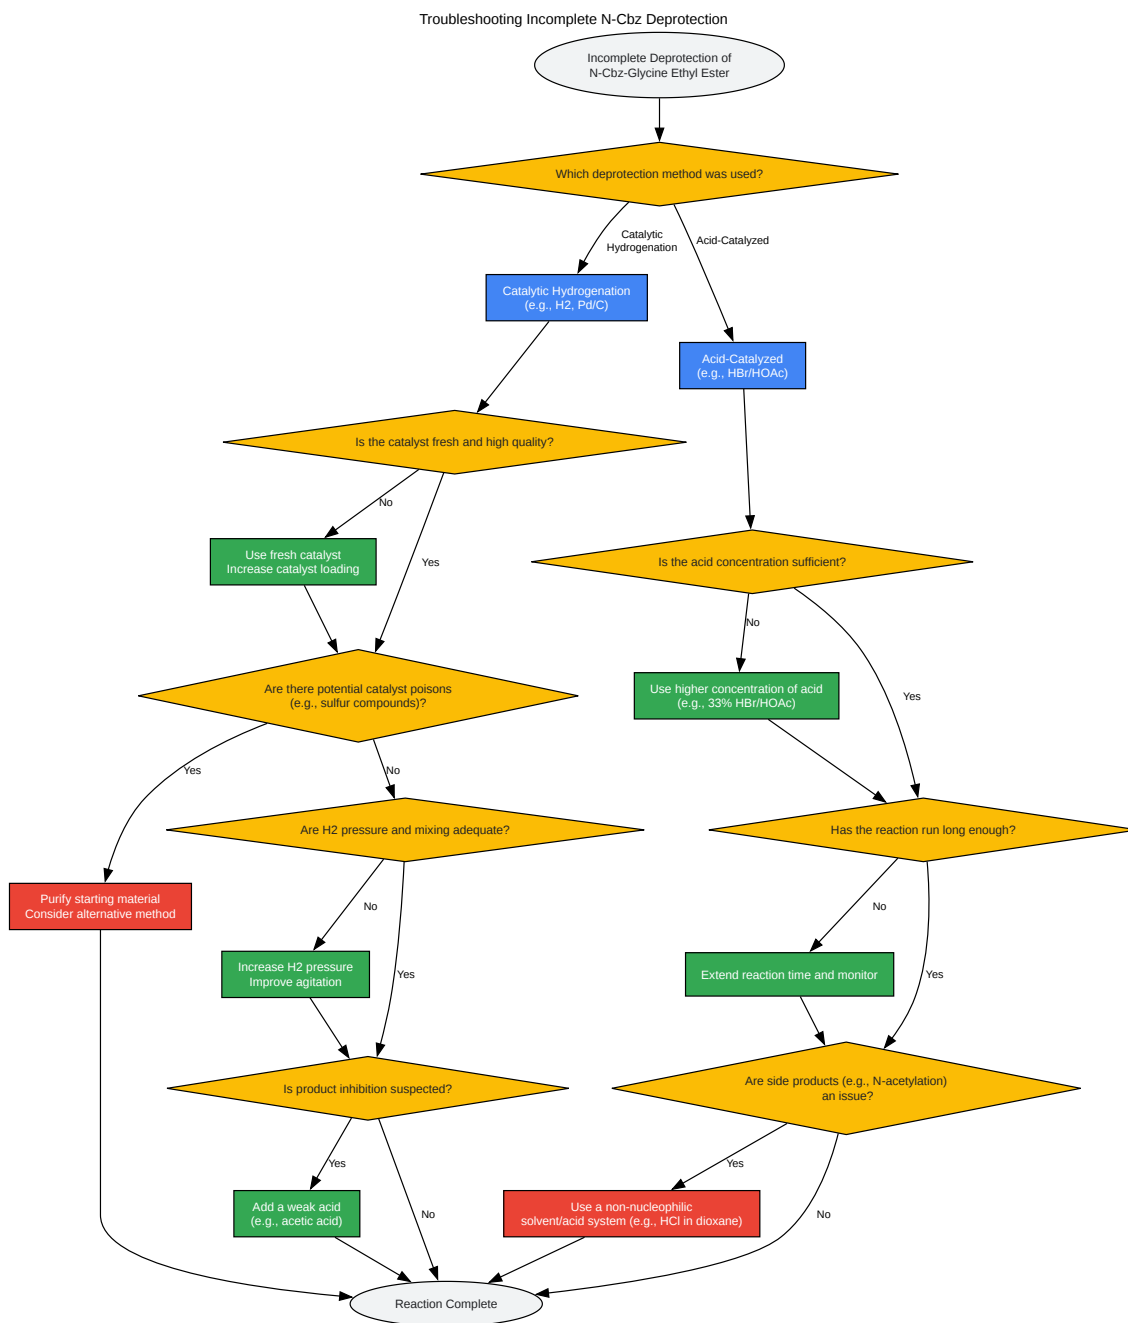 Troubleshooting Incomplete N-Cbz Deprotection
Incomplete Deprotection of
N-Cbz-Glycine Ethyl Ester
Which deprotection method was used?
Catalytic
Hydrogenation
Acid-Catalyzed
Catalytic Hydrogenation
(e.g., H2, Pd/C)
Acid-Catalyzed
(e.g., HBr/HOAc)
Is the catalyst fresh and high quality?
No
Yes
Use fresh catalyst
Increase catalyst loading
Is the acid concentration sufficient?
No
Yes
Are there potential catalyst poisons
(e.g., sulfur compounds)?
Use higher concentration of acid
(e.g., 33% HBr/HOAc)
Yes
No
Are H2 pressure and mixing adequate?
Has the reaction run long enough?
Purify starting material
Consider alternative method
No
Yes
No
Yes
Increase H2 pressure
Improve agitation
Extend reaction time and monitor
Is product inhibition suspected?
Are side products (e.g., N-acetylation)
an issue?
Yes
No
Yes
No
Add a weak acid
(e.g., acetic acid)
Use a non-nucleophilic
solvent/acid system (e.g., HCl in dioxane)
Reaction Complete